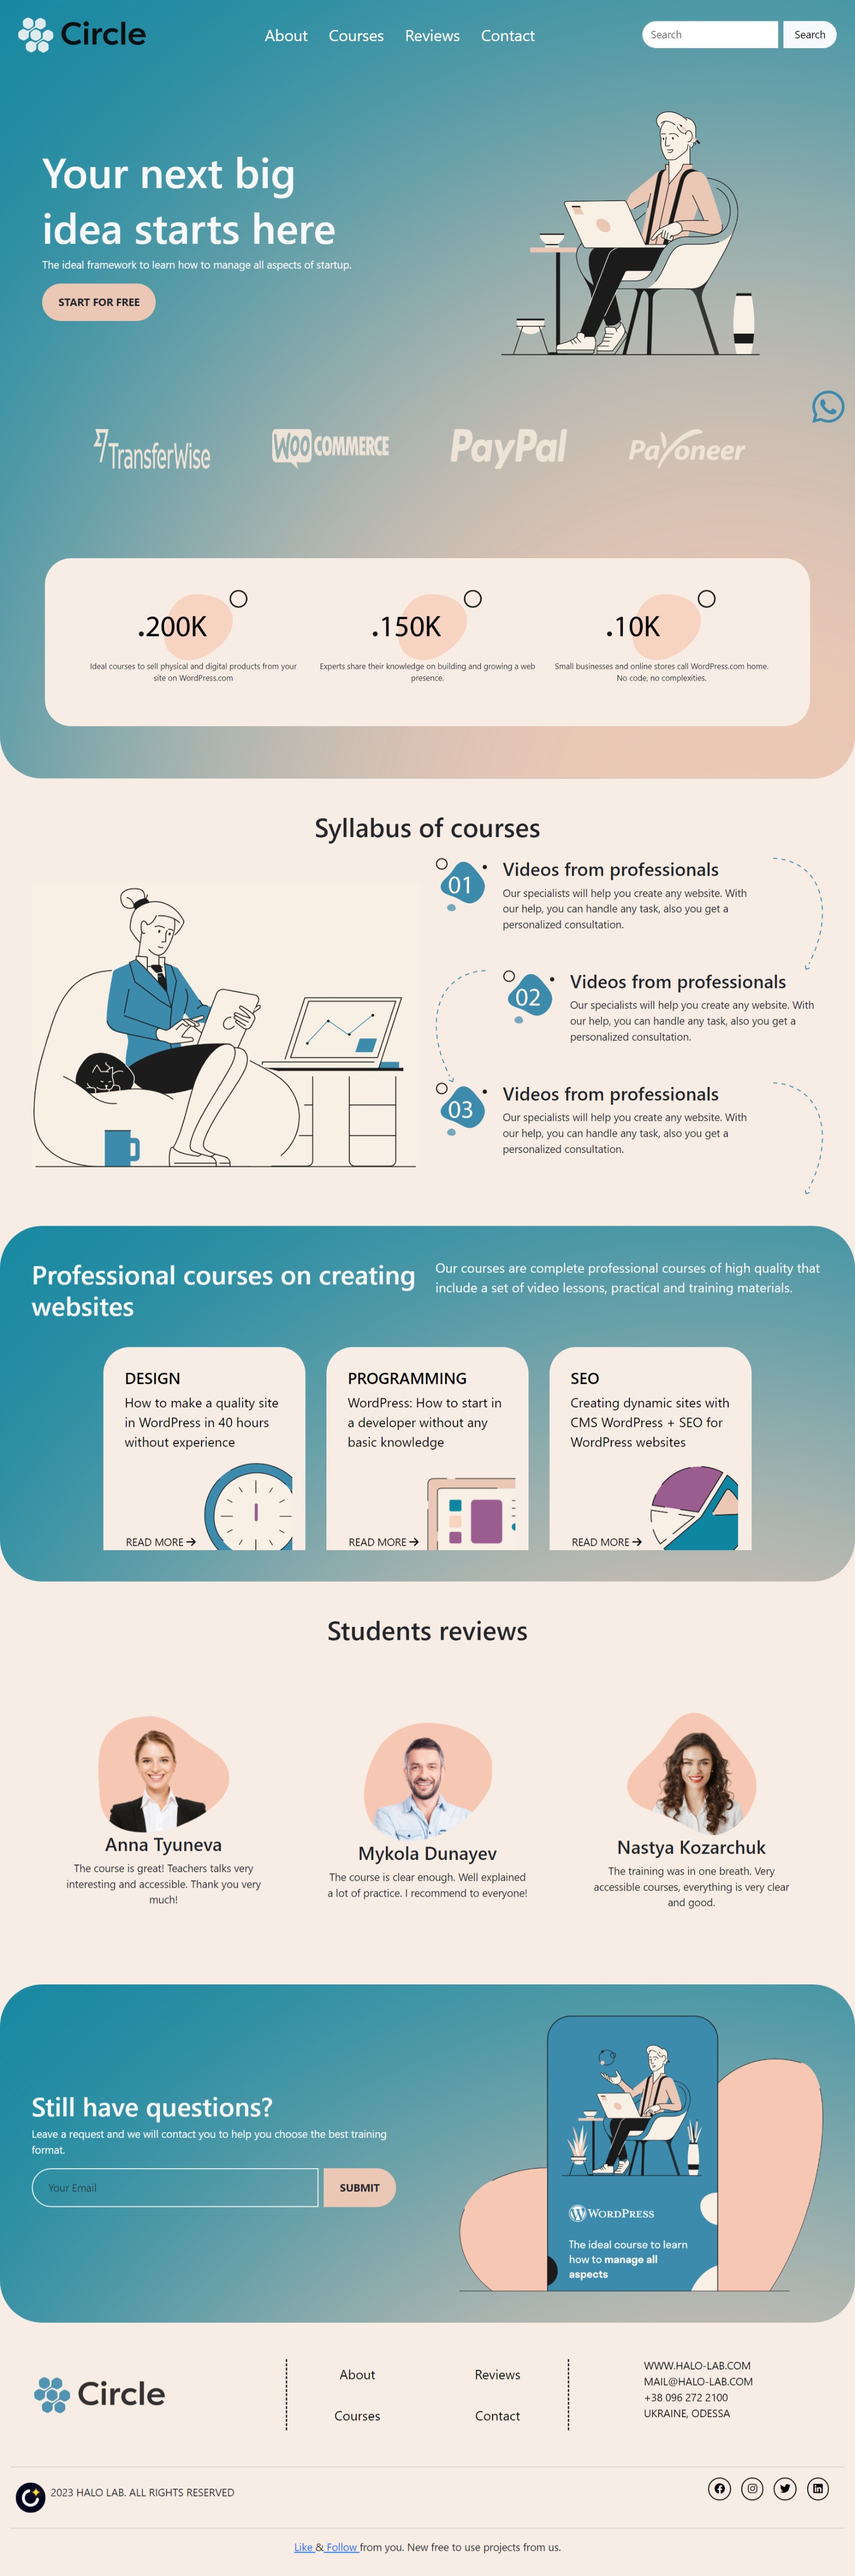 Circle
About Courses Reviews Contact
Search Search
Your next big
idea starts here
The ideal framework to learn how to manage all aspects of startup.
START FOR FREE
TransferWise WOO COMMERCE PayPal Payoneer
.200K .150K .10K
Ideal courses to sell physical and digital products from your
site on WordPress.com
Experts share their knowledge on building and growing a web
presence.
Small businesses and online stores call WordPress.com home.
No code, no complexities.
Syllabus of courses
01
Videos from professionals
Our specialists will help you create any website. With
our help, you can handle any task, also you get a
personalized consultation.
02
Videos from professionals
Our specialists will help you create any website. With
our help, you can handle any task, also you get a
personalized consultation.
03
Videos from professionals
Our specialists will help you create any website. With
our help, you can handle any task, also you get a
personalized consultation.
Professional courses on creating
websites
Our courses are complete professional courses of high quality that
include a set of video lessons, practical and training materials.
DESIGN
How to make a quality site
in WordPress in 40 hours
without experience
READ MORE →
PROGRAMMING
WordPress: How to start in
a developer without any
basic knowledge
READ MORE →
SEO
Creating dynamic sites with
CMS WordPress + SEO for
WordPress websites
READ MORE →
Students reviews
Anna Tyuneva
The course is great! Teachers talks very
interesting and accessible. Thank you very
much!
Mykola Dunayev
The course is clear enough. Well explained
a lot of practice. I recommend to everyone!
Nastya Kozarchuk
The training was in one breath. Very
accessible courses, everything is very clear
and good.
Still have questions?
Leave a request and we will contact you to help you choose the best training
format.
Your Email SUBMIT
WORDPRESS
The ideal course to learn
how to manage all
aspects
Circle
About Reviews
Courses Contact
WWW.HALO-LAB.COM
MAIL@HALO-LAB.COM
+38 096 272 2100
UKRAINE, ODESSA
2023 HALO LAB. ALL RIGHTS RESERVED
Like & Follow from you. New free to use projects from us.